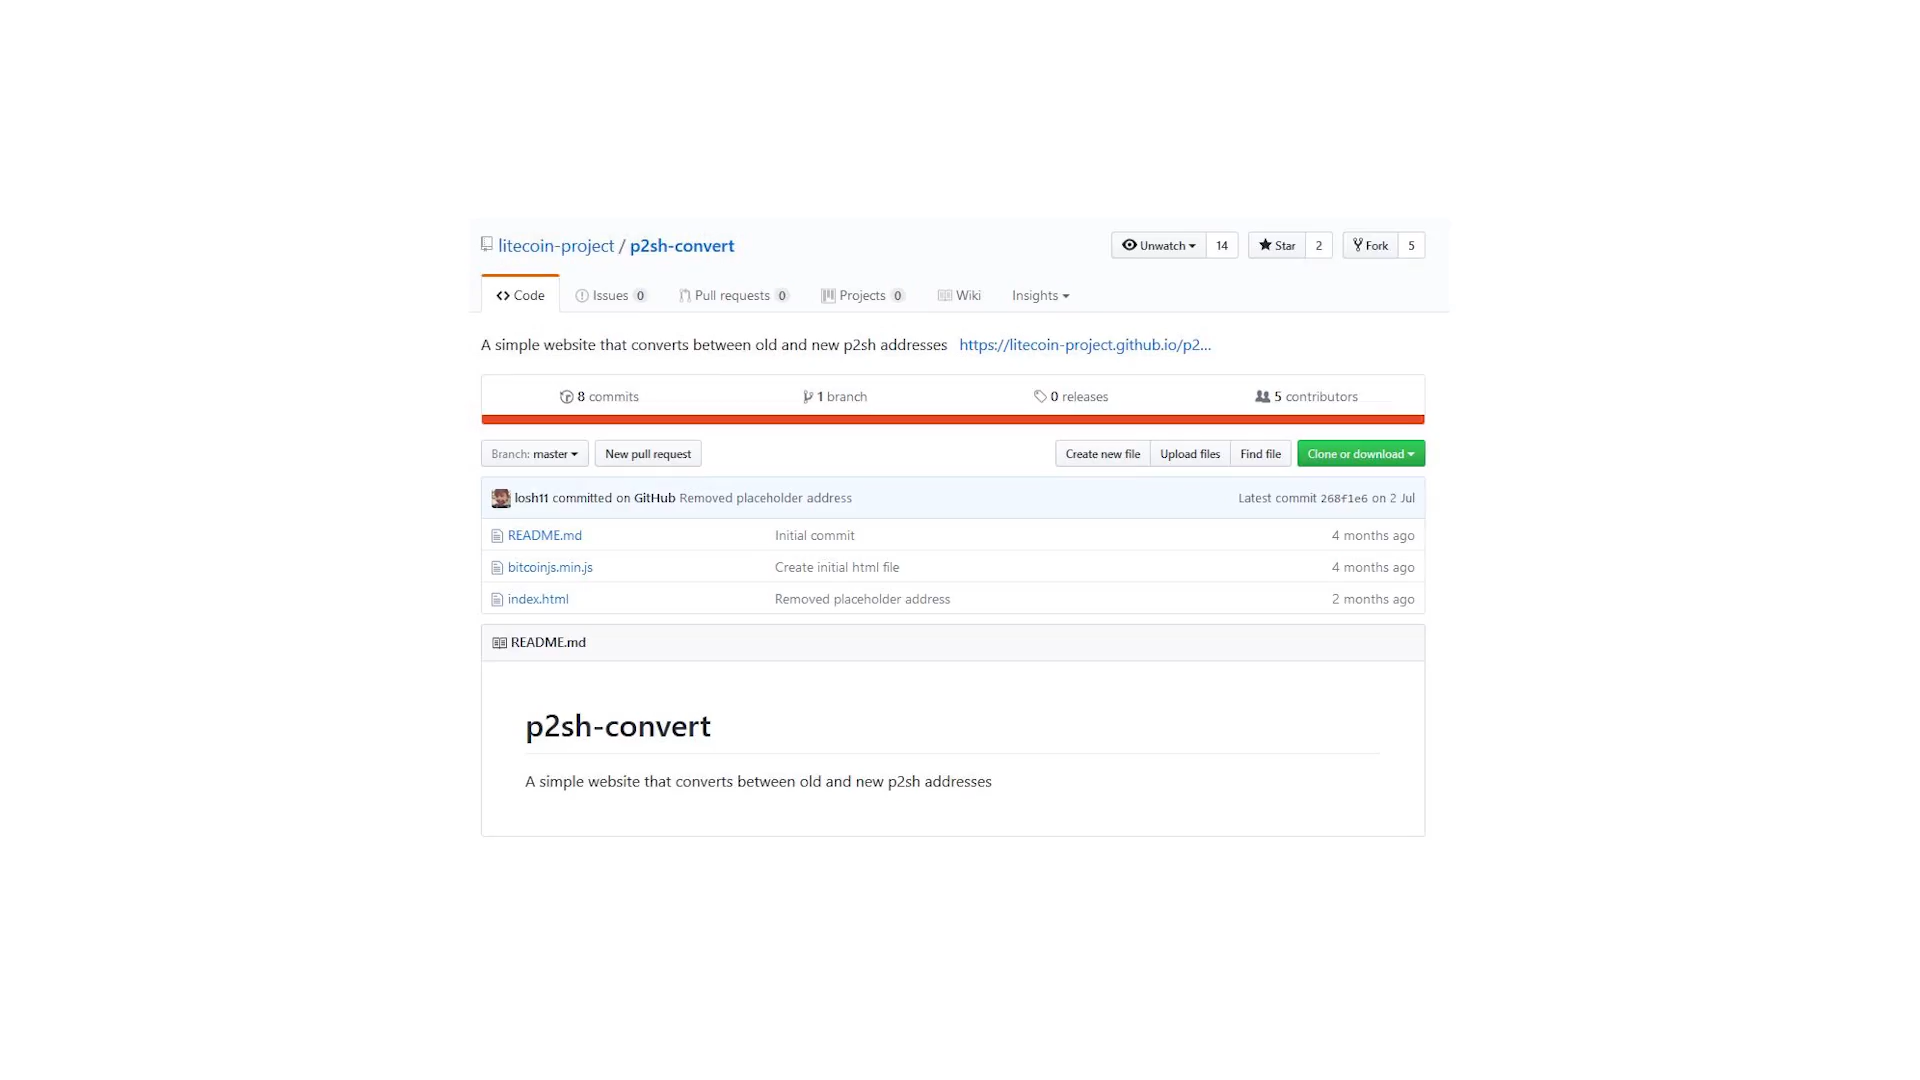 litecoin-project / p2sh-convert
Unwatch 14 Star 2 Fork 5
Code Issues 0 Pull requests 0 Projects 0 Wiki Insights
A simple website that converts between old and new p2sh addresses https://litecoin-project.github.io/p2...
8 commits 1 branch 0 releases 5 contributors
Branch: master New pull request Create new file Upload files Find file Clone or download
losh11 committed on GitHub Removed placeholder address Latest commit 268f1e6 on 2 Jul
README.md Initial commit 4 months ago
bitcoinjs.min.js Create initial html file 4 months ago
index.html Removed placeholder address 2 months ago
README.md
p2sh-convert
A simple website that converts between old and new p2sh addresses